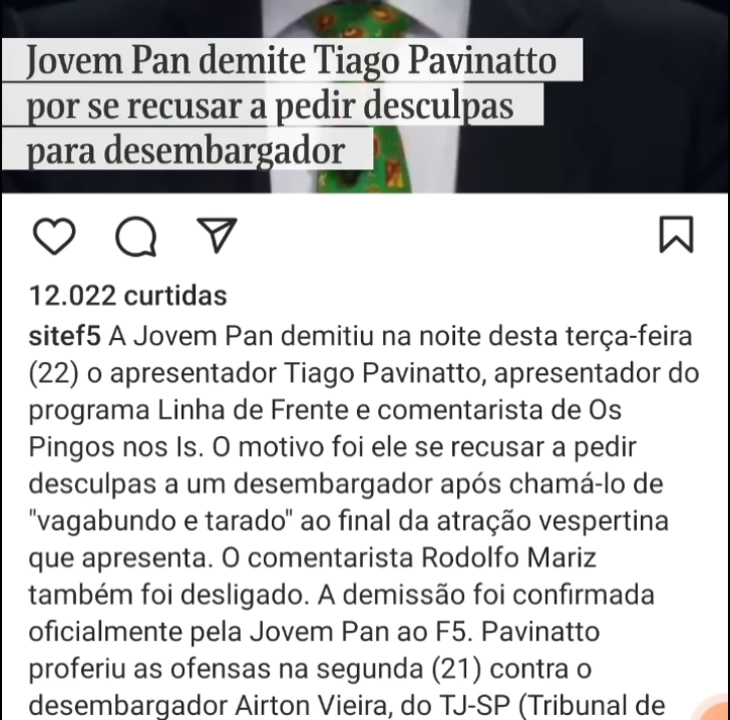 Jovem Pan demite Tiago Pavinatto
por se recusar a pedir desculpas
para desembargador
12.022 curtidas
sitef5 A Jovem Pan demitiu na noite desta terça-feira
(22) o apresentador Tiago Pavinatto, apresentador do
programa Linha de Frente e comentarista de Os
Pingos nos Is. O motivo foi ele se recusar a pedir
desculpas a um desembargador após chamá-lo de
"vagabundo e tarado" ao final da atração vespertina
que apresenta. O comentarista Rodolfo Mariz
também foi desligado. A demissão foi confirmada
oficialmente pela Jovem Pan ao F5. Pavinatto
proferiu as ofensas na segunda (21) contra o
desembargador Airton Vieira, do TJ-SP (Tribunal de